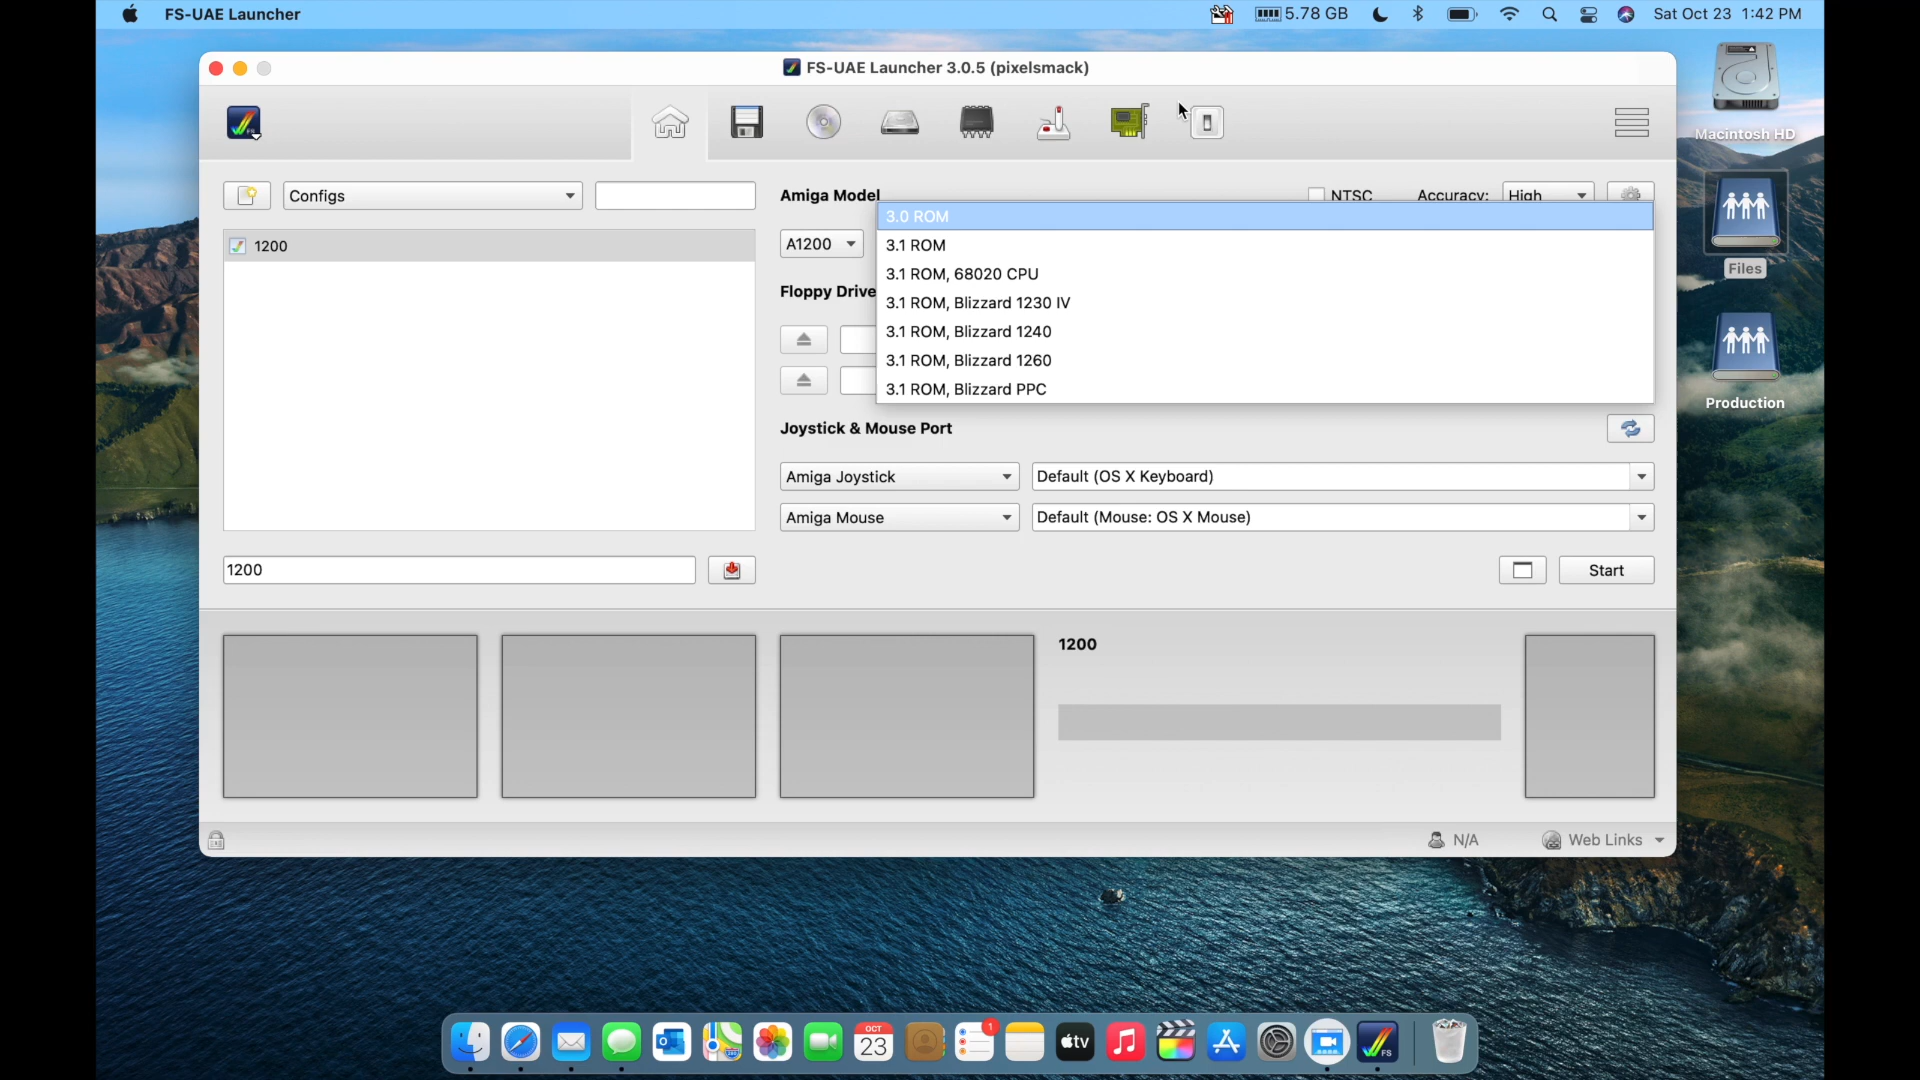 FS-UAE Launcher
5.78 GB
Sat Oct 23 1:42 PM
FS-UAE Launcher 3.0.5 (pixelsmack)
Macintosh HD
Configs
Amiga Model
NTSC
Accuracy:
High
1200
A1200
3.0 ROM
3.1 ROM
3.1 ROM, 68020 CPU
3.1 ROM, Blizzard 1230 IV
3.1 ROM, Blizzard 1240
3.1 ROM, Blizzard 1260
3.1 ROM, Blizzard PPC
Floppy Drive
Files
Production
Joystick & Mouse Port
Amiga Joystick
Default (OS X Keyboard)
Amiga Mouse
Default (Mouse: OS X Mouse)
1200
Start
1200
N/A
Web Links
OCT
23
1
tv
FS